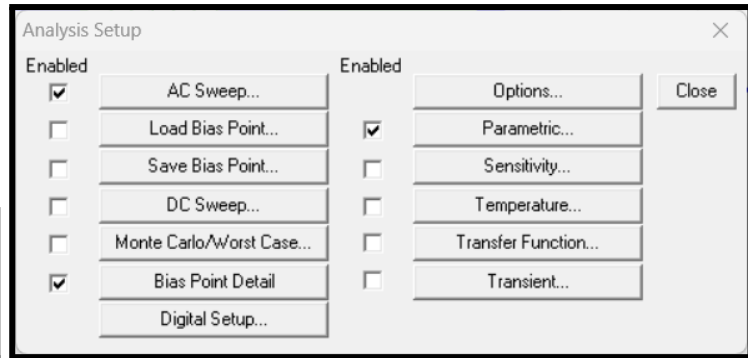 Analysis Setup
Enabled Enabled
AC Sweep... Options... Close
Load Bias Point... Parametric...
Save Bias Point... Sensitivity...
DC Sweep... Temperature...
Monte Carlo/Worst Case... Transfer Function...
Bias Point Detail Transient...
Digital Setup...